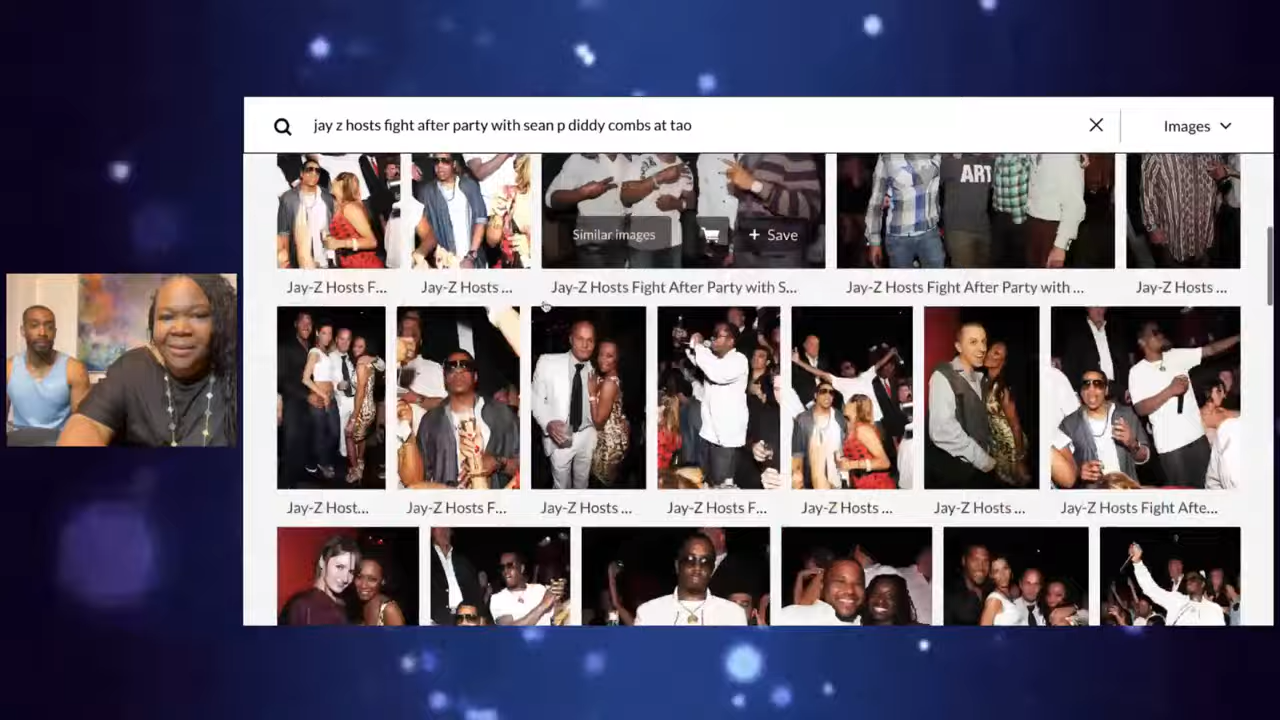 jay z hosts fight after party with sean p diddy combs at tao
Images
ART
Similar images
+ Save
Jay-Z Hosts F...
Jay-Z Hosts ...
Jay-Z Hosts Fight After Party with S...
Jay-Z Hosts Fight After Party with ...
Jay-Z Hosts ...
Jay-Z Host...
Jay-Z Hosts F...
Jay-Z Hosts ...
Jay-Z Hosts F...
Jay-Z Hosts ...
Jay-Z Hosts ...
Jay-Z Hosts Fight Afte...